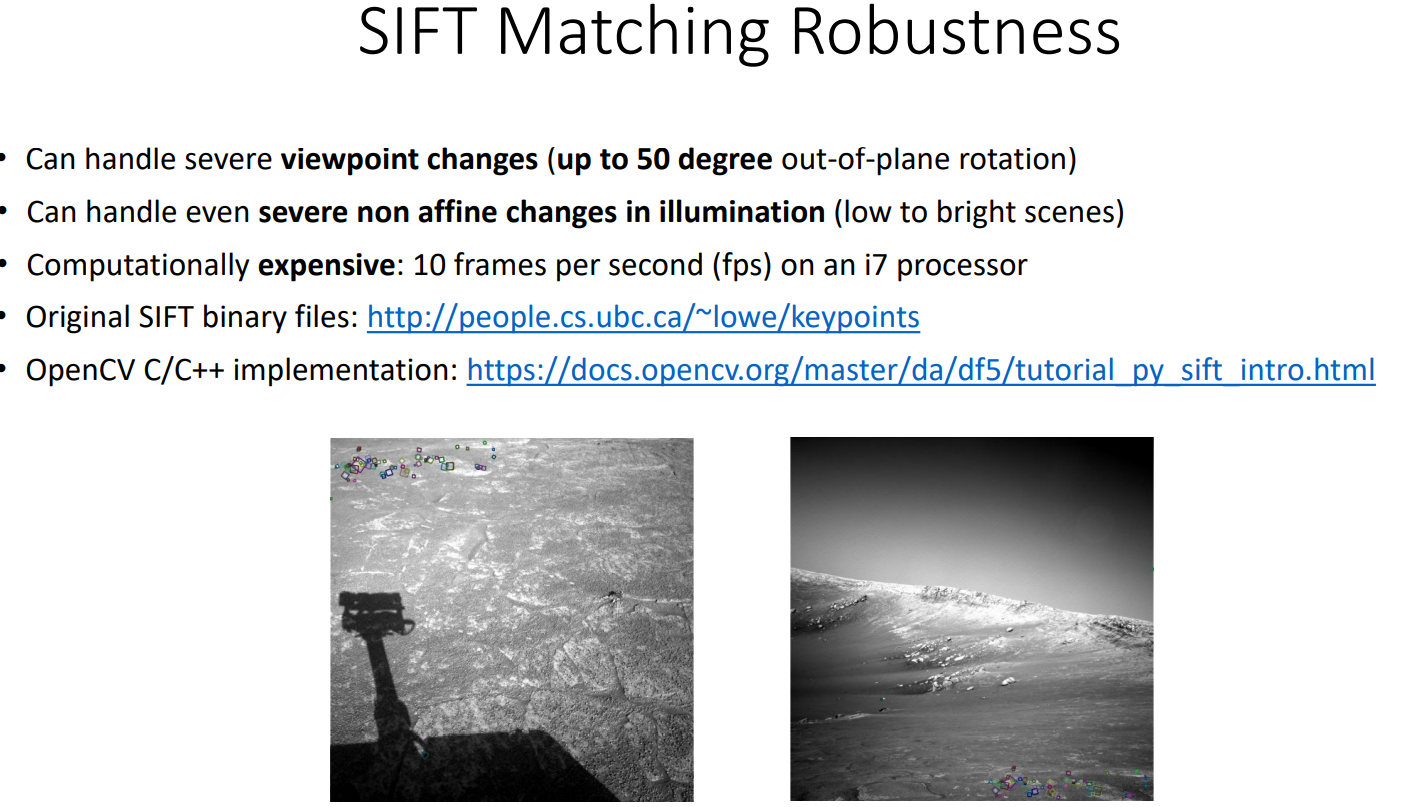 SIFT Matching Robustness
• Can handle severe viewpoint changes (up to 50 degree out-of-plane rotation)
• Can handle even severe non affine changes in illumination (low to bright scenes)
• Computationally expensive: 10 frames per second (fps) on an i7 processor
• Original SIFT binary files: http://people.cs.ubc.ca/~lowe/keypoints
• OpenCV C/C++ implementation: https://docs.opencv.org/master/da/df5/tutorial_py_sift_intro.html